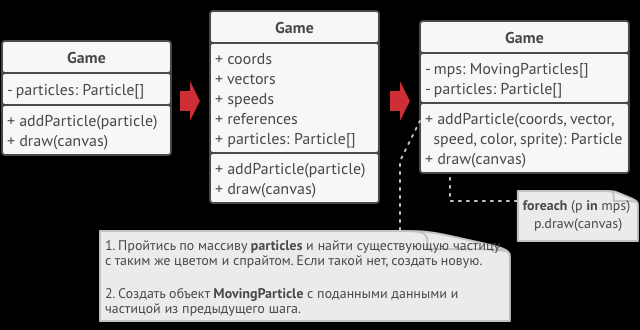 Game
- particles: Particle[]
+ addParticle(particle)
+ draw(canvas)
Game
+ coords
+ vectors
+ speeds
+ references
+ particles: Particle[]
+ addParticle(particle)
+ draw(canvas)
Game
- mps: MovingParticles[]
- particles: Particle[]
+ addParticle(coords, vector,
speed, color, sprite): Particle
+ draw(canvas)
foreach (p in mps)
p.draw(canvas)
1. Пройтись по массиву particles и найти существующую частицу
с таким же цветом и спрайтом. Если такой нет, создать новую.
2. Создать объект MovingParticle с поданными данными и
частицой из предыдущего шага.